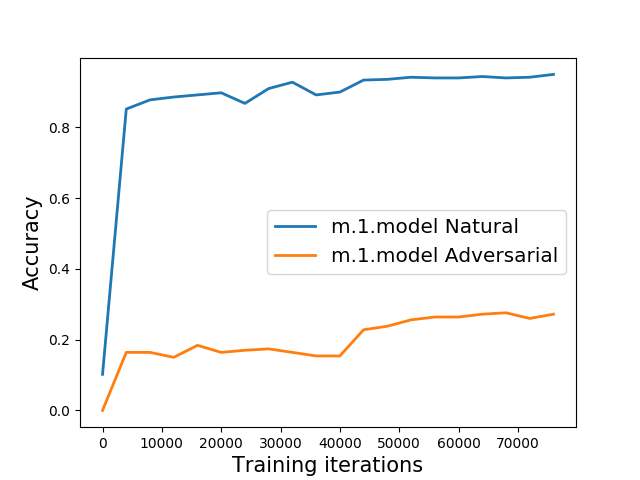 Accuracy
0.8
0.6
0.4
0.2
0.0
m.1.model Natural
m.1.model Adversarial
0 10000 20000 30000 40000 50000 60000 70000
Training iterations